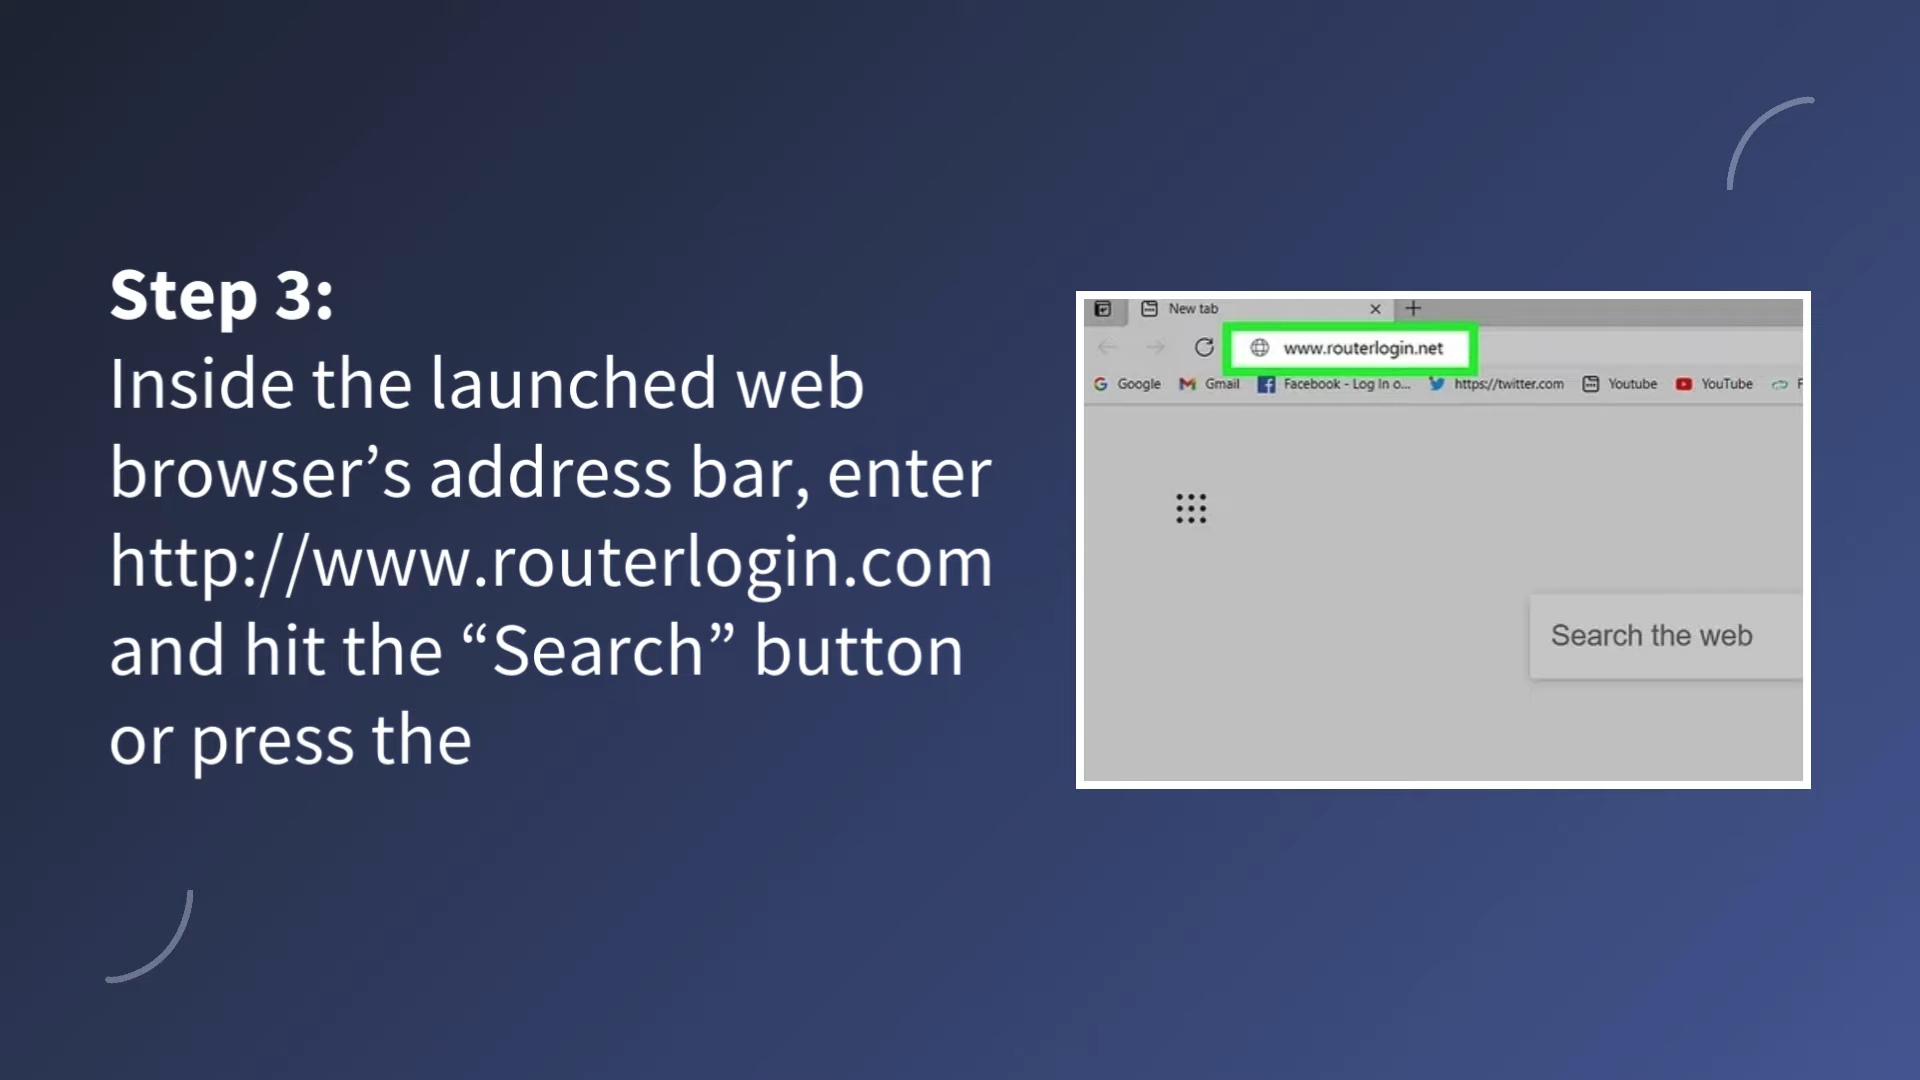 Step 3:
Inside the launched web
browser’s address bar, enter
http://www.routerlogin.com
and hit the “Search” button
or press the
New tab
www.routerlogin.net
Google Gmail Facebook - Log In o... https://twitter.com Youtube YouTube
Search the web